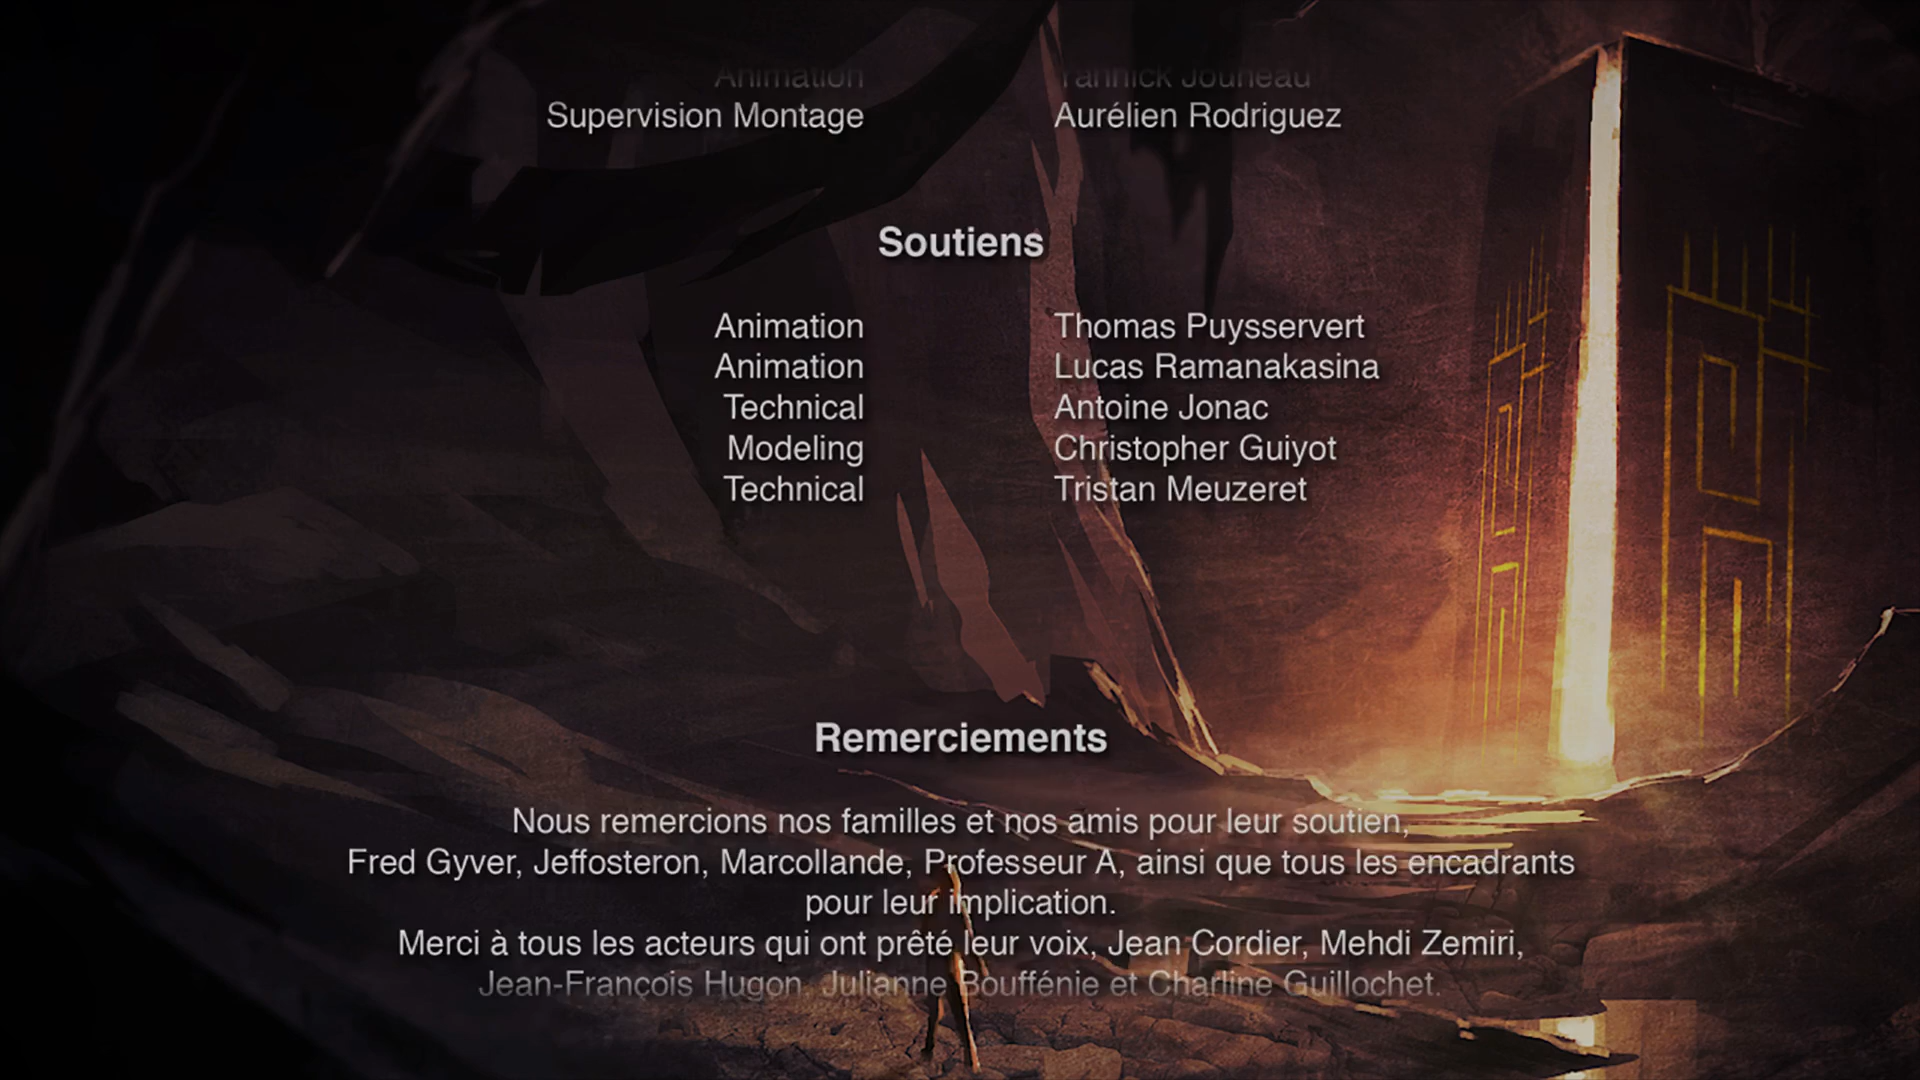 Animation Yannick Jouneau
Supervision Montage Aurélien Rodriguez
Soutiens
Animation Thomas Puysservert
Animation Lucas Ramanakasina
Technical Antoine Jonac
Modeling Christopher Guiyot
Technical Tristan Meuzeret
Remerciements
Nous remercions nos familles et nos amis pour leur soutien,
Fred Gyver, Jeffosteron, Marcollande, Professeur A, ainsi que tous les encadrants
pour leur implication.
Merci à tous les acteurs qui ont prêté leur voix, Jean Cordier, Mehdi Zemiri,
Jean-François Hugon, Julianne Bouffénie et Charline Guillochet.